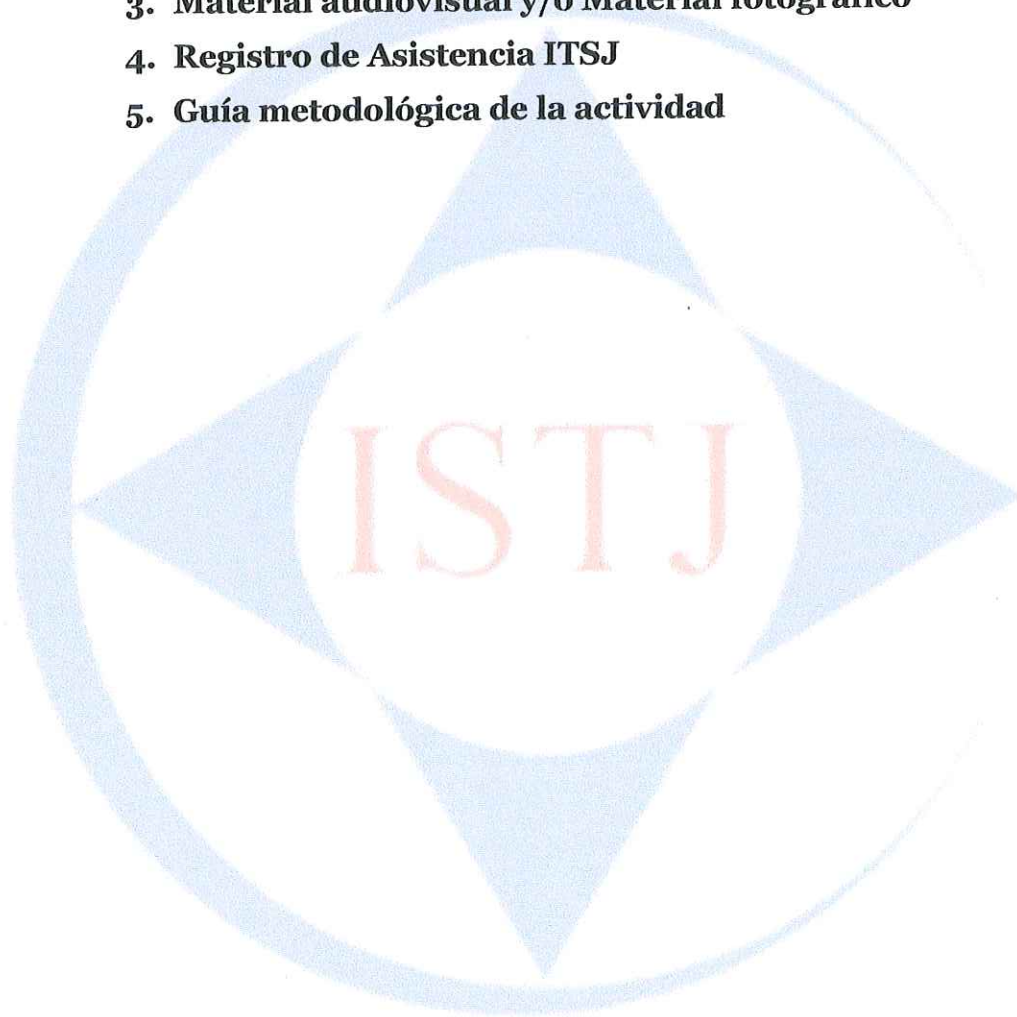 3. Material audiovisual y/o Material fotográfico
4. Registro de Asistencia ITSJ
5. Guía metodológica de la actividad
ISTJ